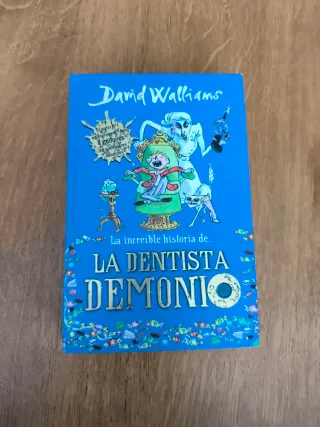 David Walliams
La increíble historia de...
LA DENTISTA
DEMONIO